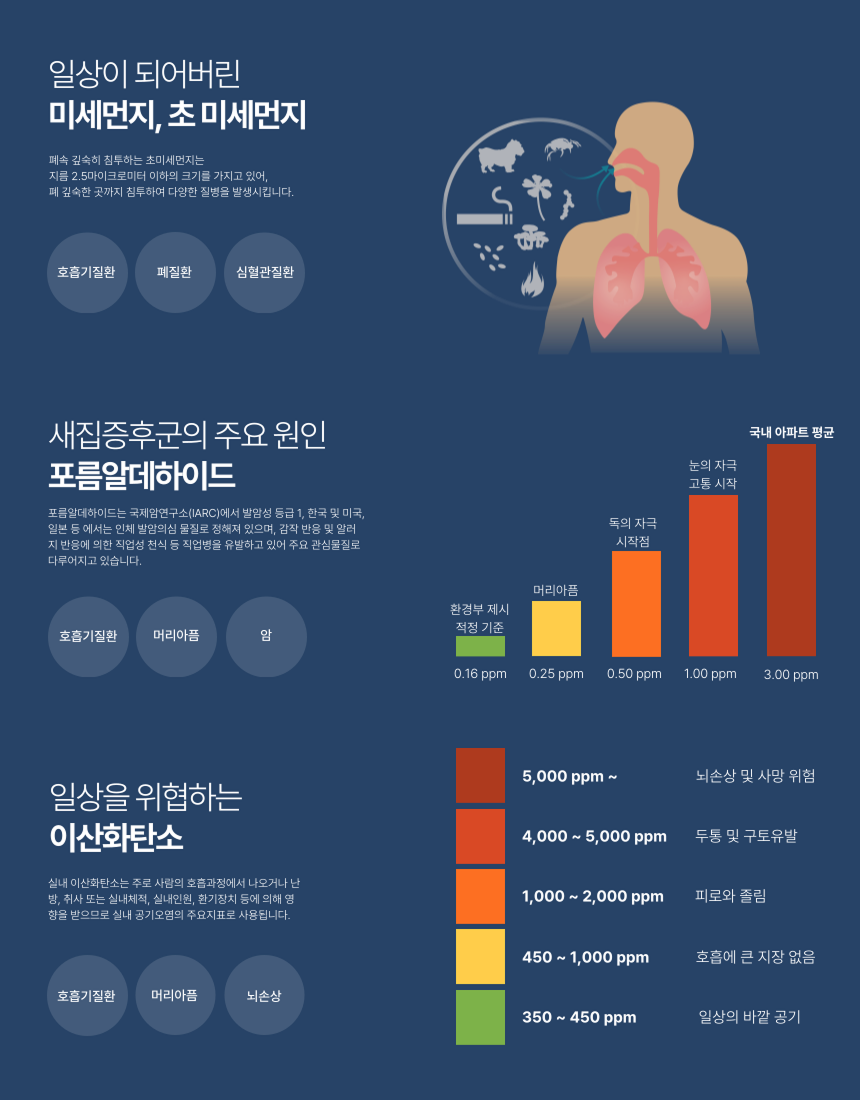 일상이 되어버린
미세먼지, 초 미세먼지
폐속 깊숙히 침투하는 초미세먼지는
지름 2.5마이크로미터 이하의 크기를 가지고 있어,
폐 깊숙한 곳까지 침투하여 다양한 질병을 발생시킵니다.
호흡기질환
폐질환
심혈관질환
새집증후군의 주요 원인
포름알데하이드
포름알데하이드는 국제암연구소(IARC)에서 발암성 등급 1, 한국 및 미국,
일본 등 에서는 인체 발암의심 물질로 정해져 있으며, 감작 반응 및 알러
지 반응에 의한 직업성 천식 등 직업병을 유발하고 있어 주요 관심물질로
다루어지고 있습니다.
호흡기질환
머리아픔
암
환경부 제시
적정 기준
머리아픔
독의 자극
시작점
눈의 자극
고통 시작
국내 아파트 평균
0.16 ppm
0.25 ppm
0.50 ppm
1.00 ppm
3.00 ppm
일상을 위협하는
이산화탄소
실내 이산화탄소는 주로 사람의 호흡과정에서 나오거나 난
방, 취사 또는 실내체적, 실내인원, 환기장치 등에 의해 영
향을 받으므로 실내 공기오염의 주요지표로 사용됩니다.
호흡기질환
머리아픔
뇌손상
5,000 ppm ~
뇌손상 및 사망 위험
4,000 ~ 5,000 ppm
두통 및 구토유발
1,000 ~ 2,000 ppm
피로와 졸림
450 ~ 1,000 ppm
호흡에 큰 지장 없음
350 ~ 450 ppm
일상의 바깥 공기